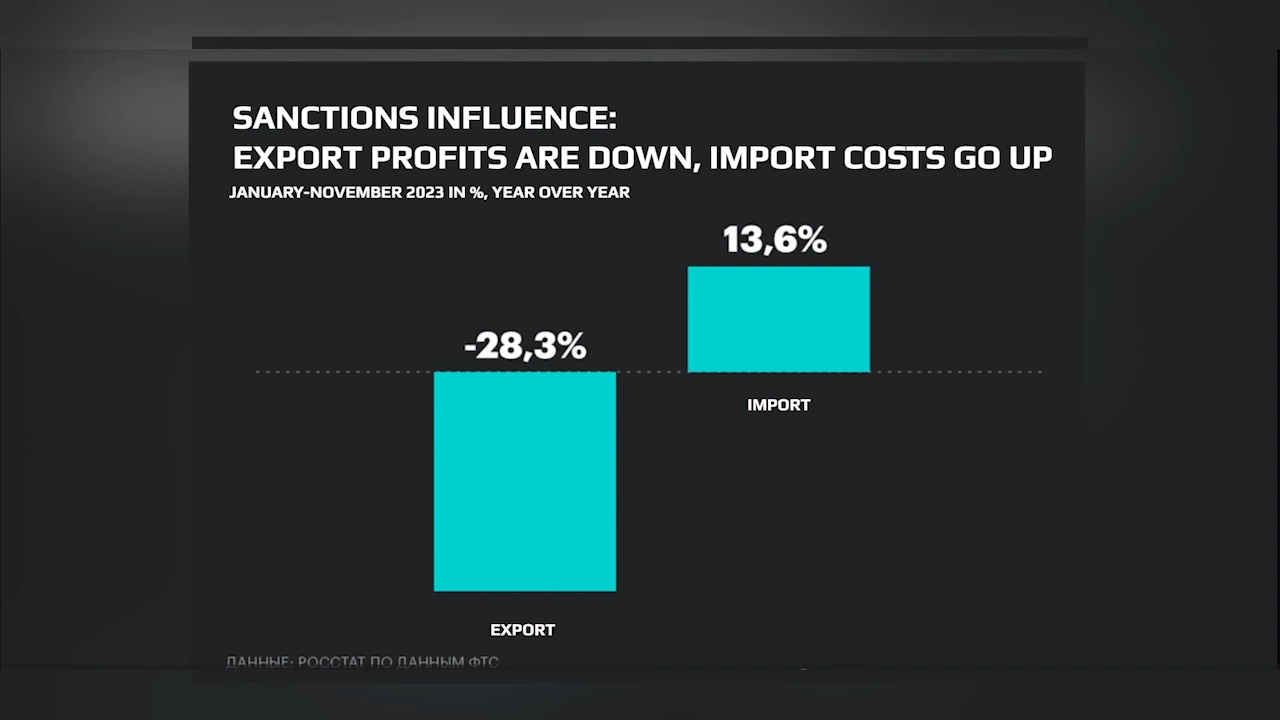 SANCTIONS INFLUENCE:
EXPORT PROFITS ARE DOWN, IMPORT COSTS GO UP
JANUARY-NOVEMBER 2023 IN %, YEAR OVER YEAR
13,6%
-28,3%
IMPORT
EXPORT
ДАННЫЕ: РОССТАТ ПО ДАННЫМ ФТС